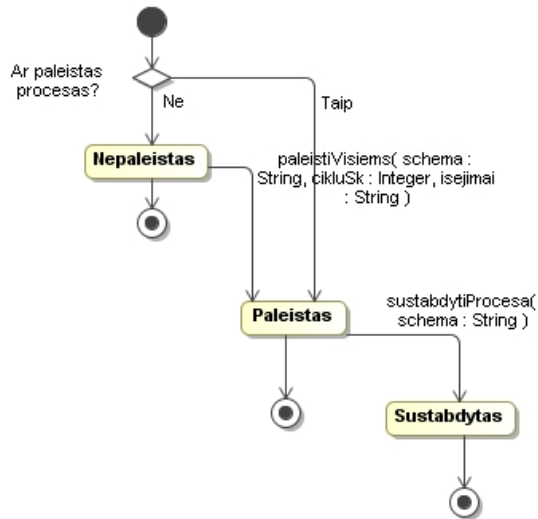 Ar paleistas
procesas?
Ne
Taip
Nepaleistas
paleistiVisiems( schema :
String, cikluSk : Integer, isejimai
: String )
Paleistas
sustabdytiProcesa(
schema : String )
Sustabdytas